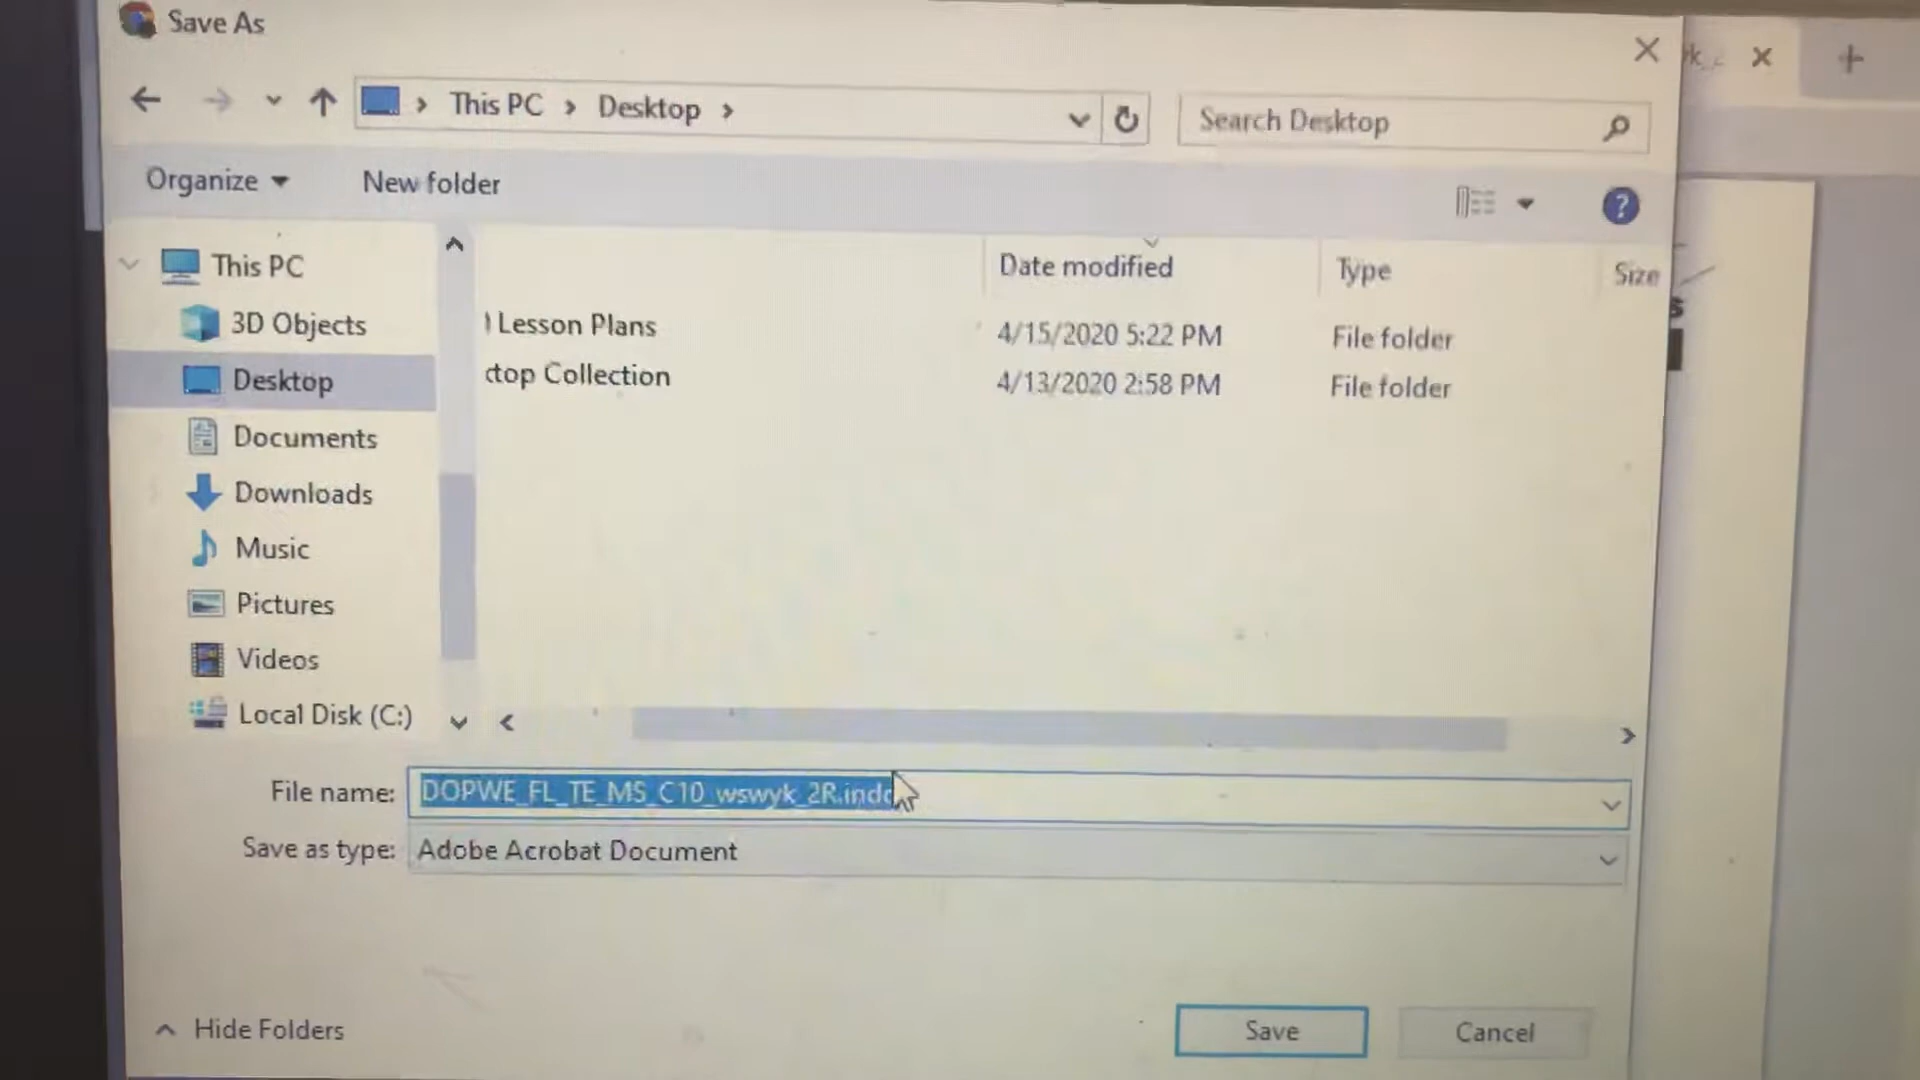 Save As
This PC > Desktop >
Search Desktop
Organize
New folder
Date modified
Type
Size
This PC
3D Objects
Desktop
Documents
Downloads
Music
Pictures
Videos
Local Disk (C:)
Lesson Plans 4/15/2020 5:22 PM File folder
top Collection 4/13/2020 2:58 PM File folder
File name: DOPWE_FL_TE_MS_C10_wswyk_2R.indd
Save as type: Adobe Acrobat Document
Hide Folders
Save
Cancel